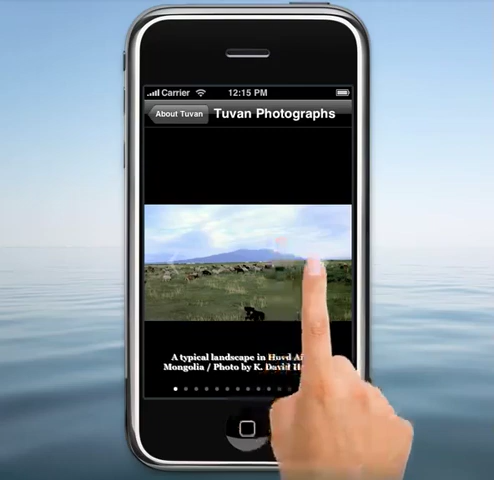 Carrier 12:15 PM
About Tuvan Tuvan Photographs
A typical landscape in
Mongolia / Photo by K. David